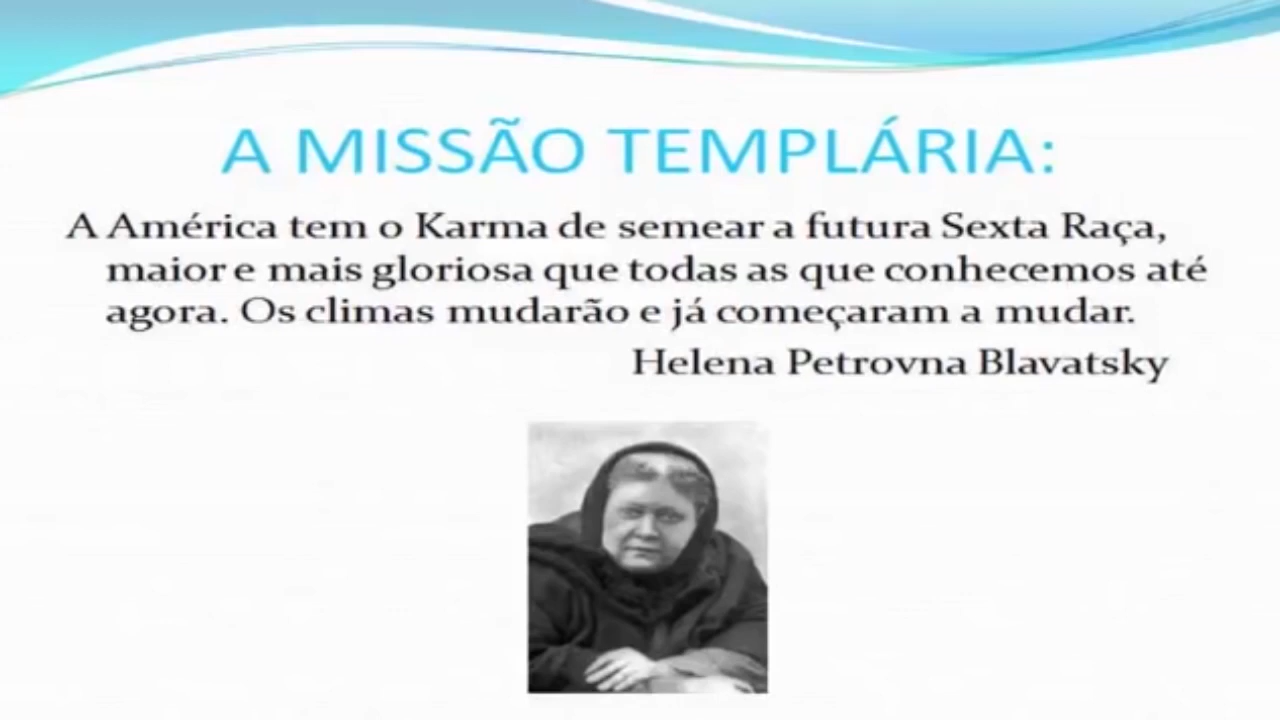 A MISSÃO TEMPLÁRIA:
A América tem o Karma de semear a futura Sexta Raça,
maior e mais gloriosa que todas as que conhecemos até
agora. Os climas mudarão e já começaram a mudar.
Helena Petrovna Blavatsky